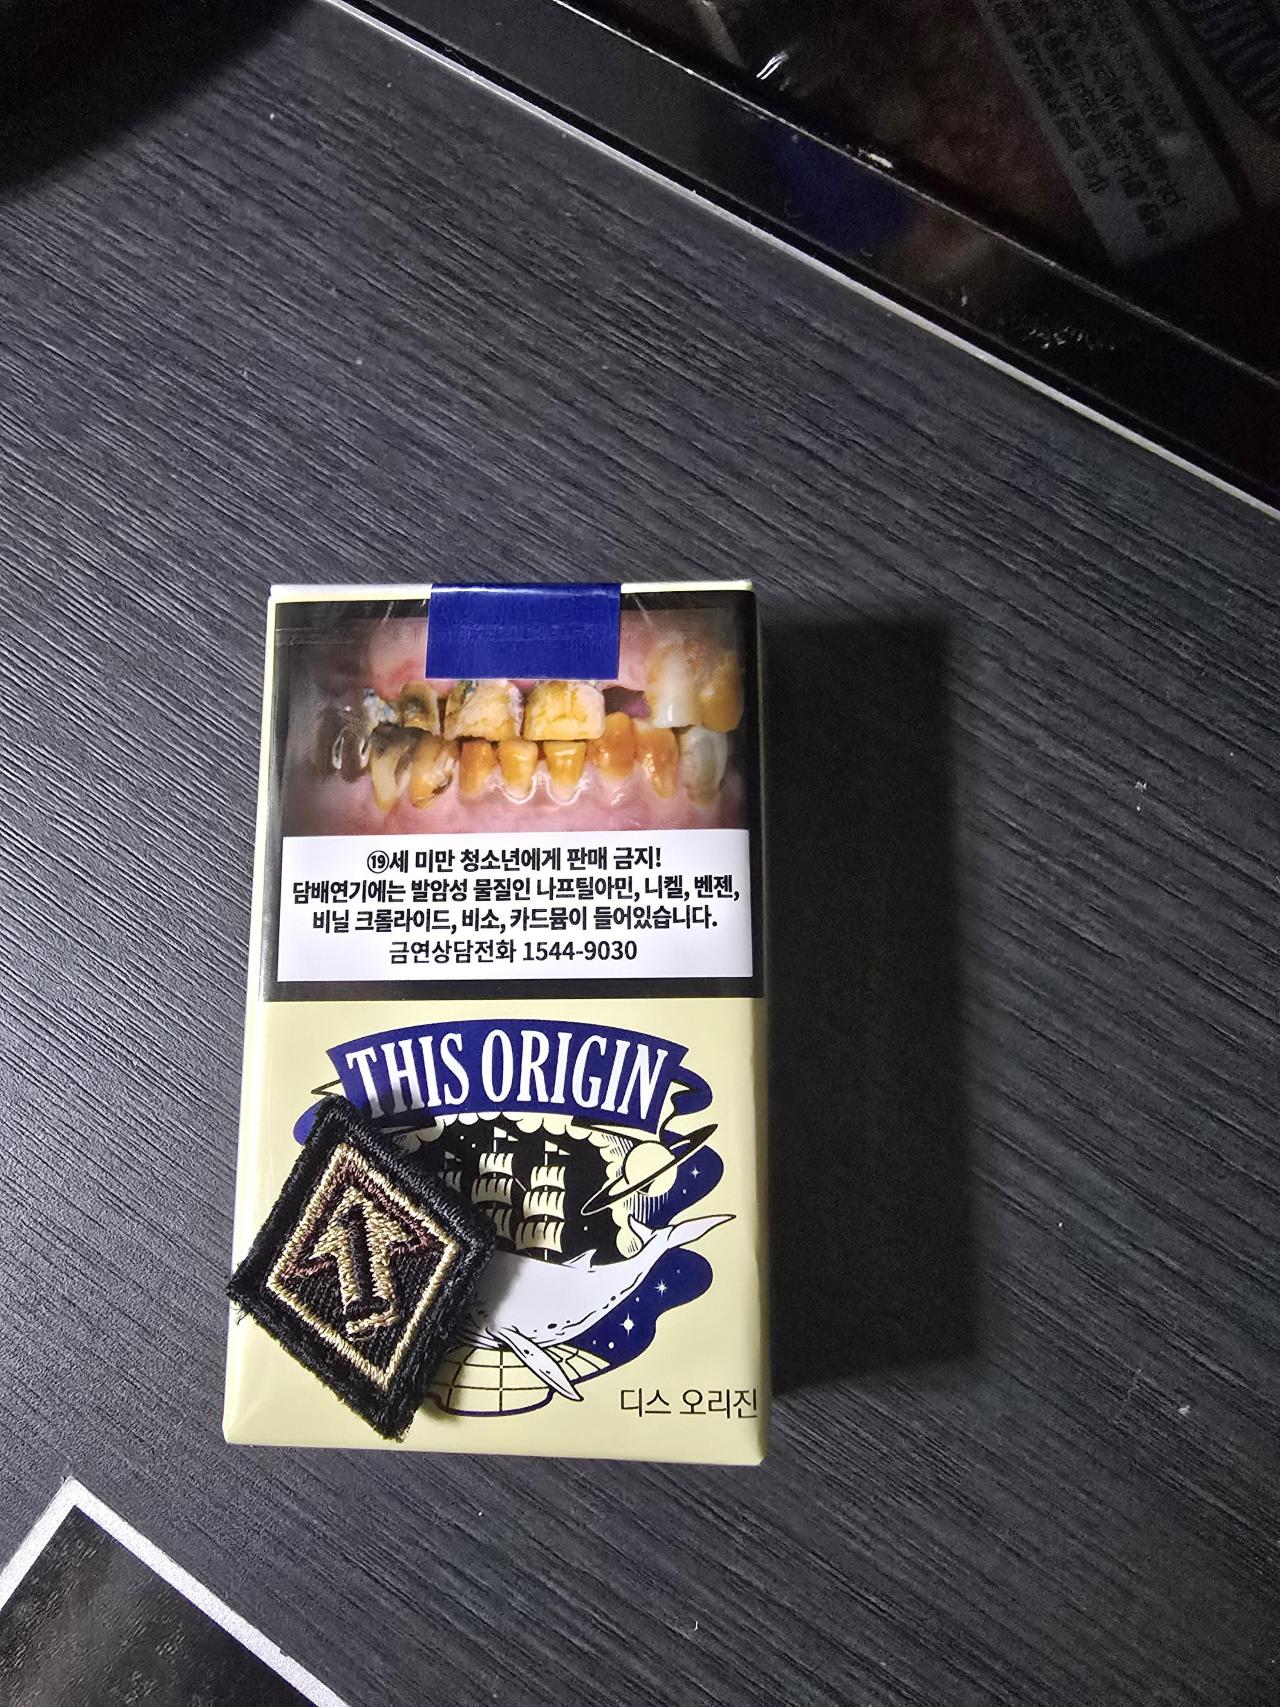 ⑲세 미만 청소년에게 판매 금지!
담배연기에는 발암성 물질인 나프틸아민, 니켈, 벤젠,
비닐 크롤라이드, 비소, 카드뮴이 들어있습니다.
금연상담전화 1544-9030
THIS ORIGIN
디스 오리진